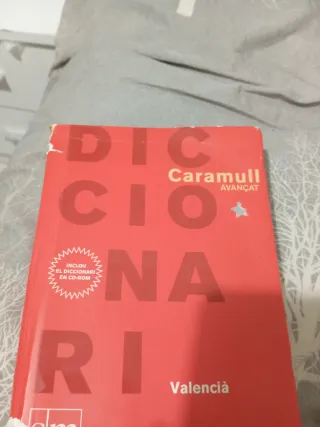 DIC
CIO
NA
RI
Caramull
AVANÇAT
INCLOU
EL DICCIONARI
EN CD-ROM
Valencià